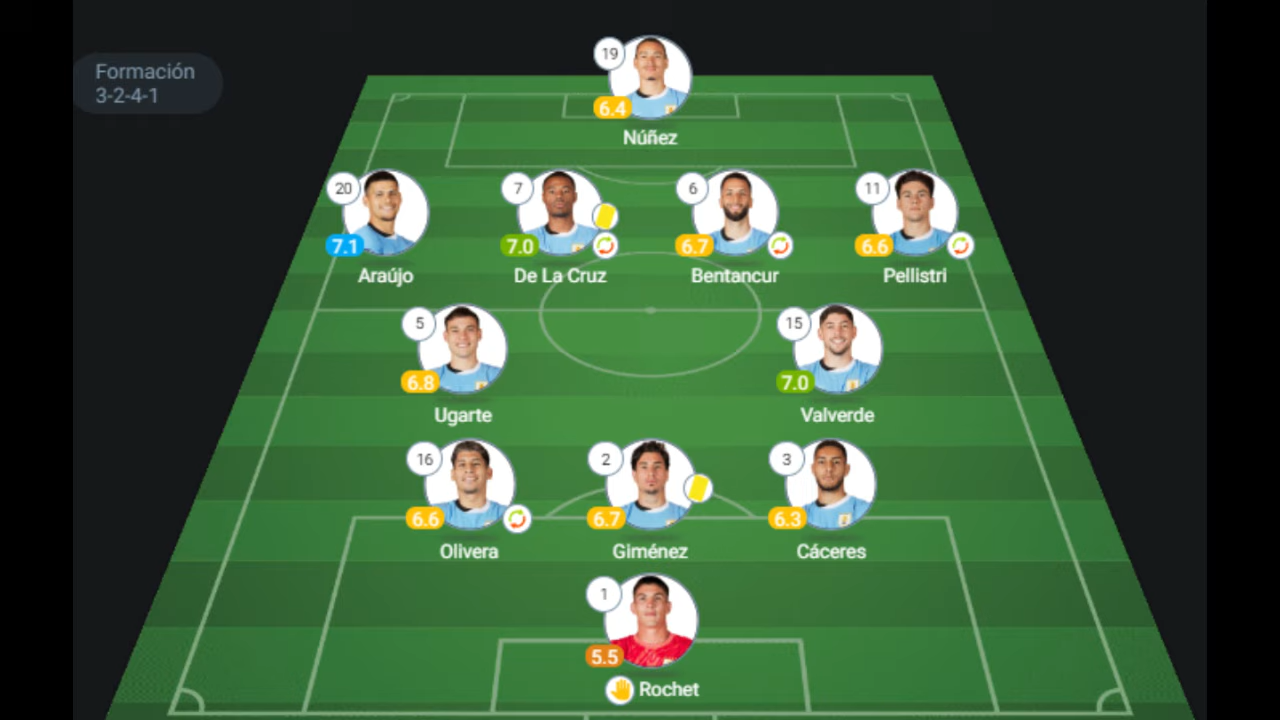 Formación
3-2-4-1
19
6.4
Núñez
20
7
6
11
7.1
7.0
6.7
6.6
Araújo
De La Cruz
Bentancur
Pellistri
5
15
6.8
7.0
Ugarte
Valverde
16
2
3
6.6
6.7
6.3
Olivera
Giménez
Cáceres
1
5.5
Rochet